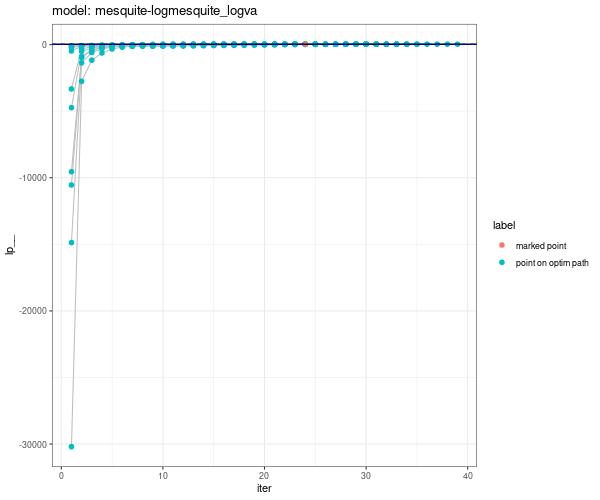 model: mesquite-logmesquite_logva
lp__
0
-10000
-20000
-30000
0
10
20
30
40
iter
label
marked point
point on optim path